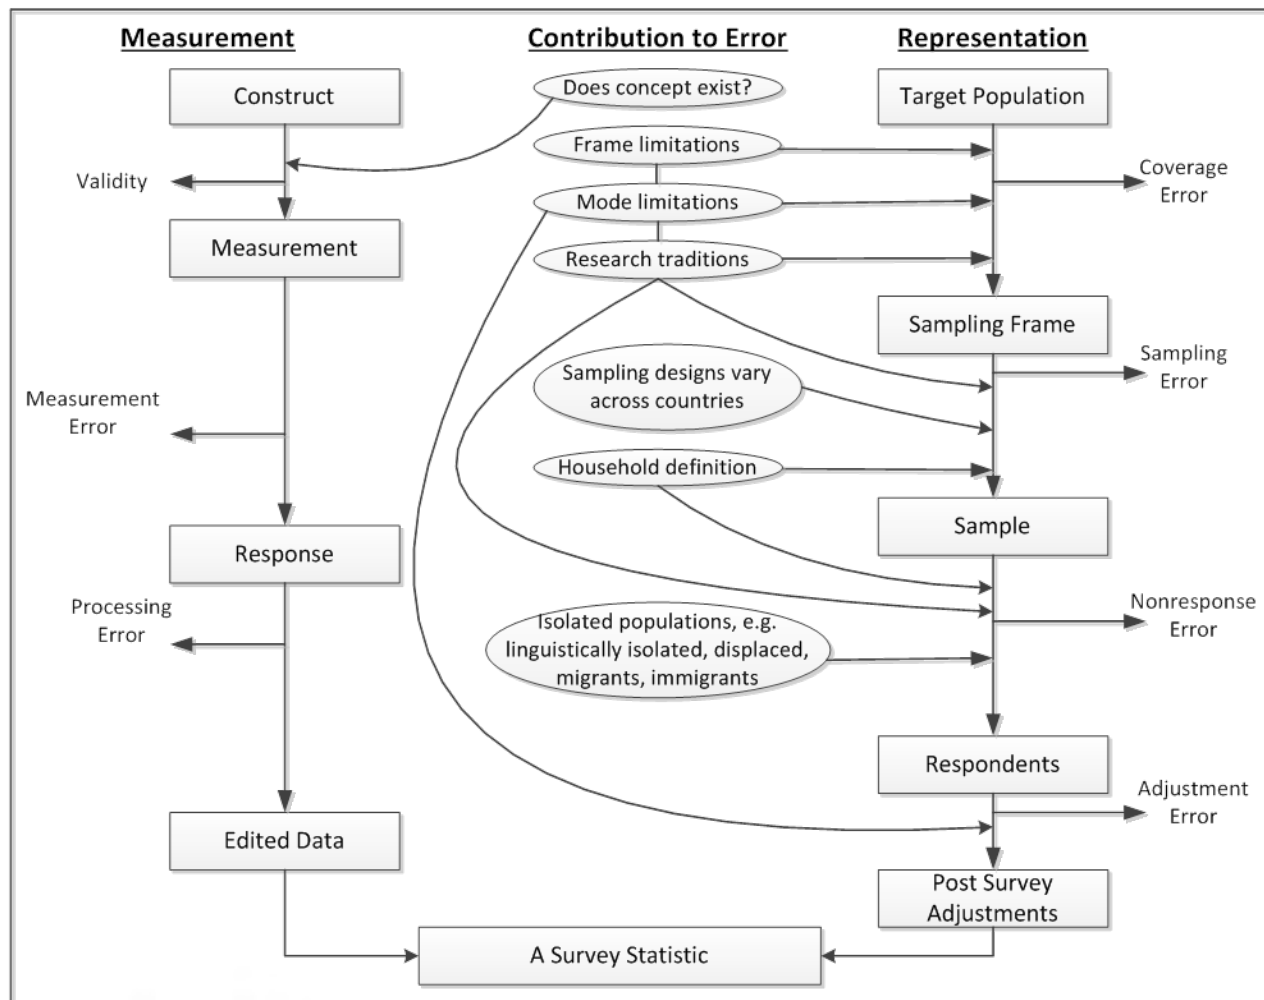 Measurement
Contribution to Error
Representation
Construct
Does concept exist?
Target Population
Frame limitations
Validity
Coverage
Error
Mode limitations
Measurement
Research traditions
Sampling Frame
Sampling designs vary
across countries
Sampling
Error
Measurement
Error
Household definition
Sample
Response
Processing
Error
Isolated populations, e.g.
linguistically isolated, displaced,
migrants, immigrants
Nonresponse
Error
Respondents
Adjustment
Error
Edited Data
Post Survey
Adjustments
A Survey Statistic